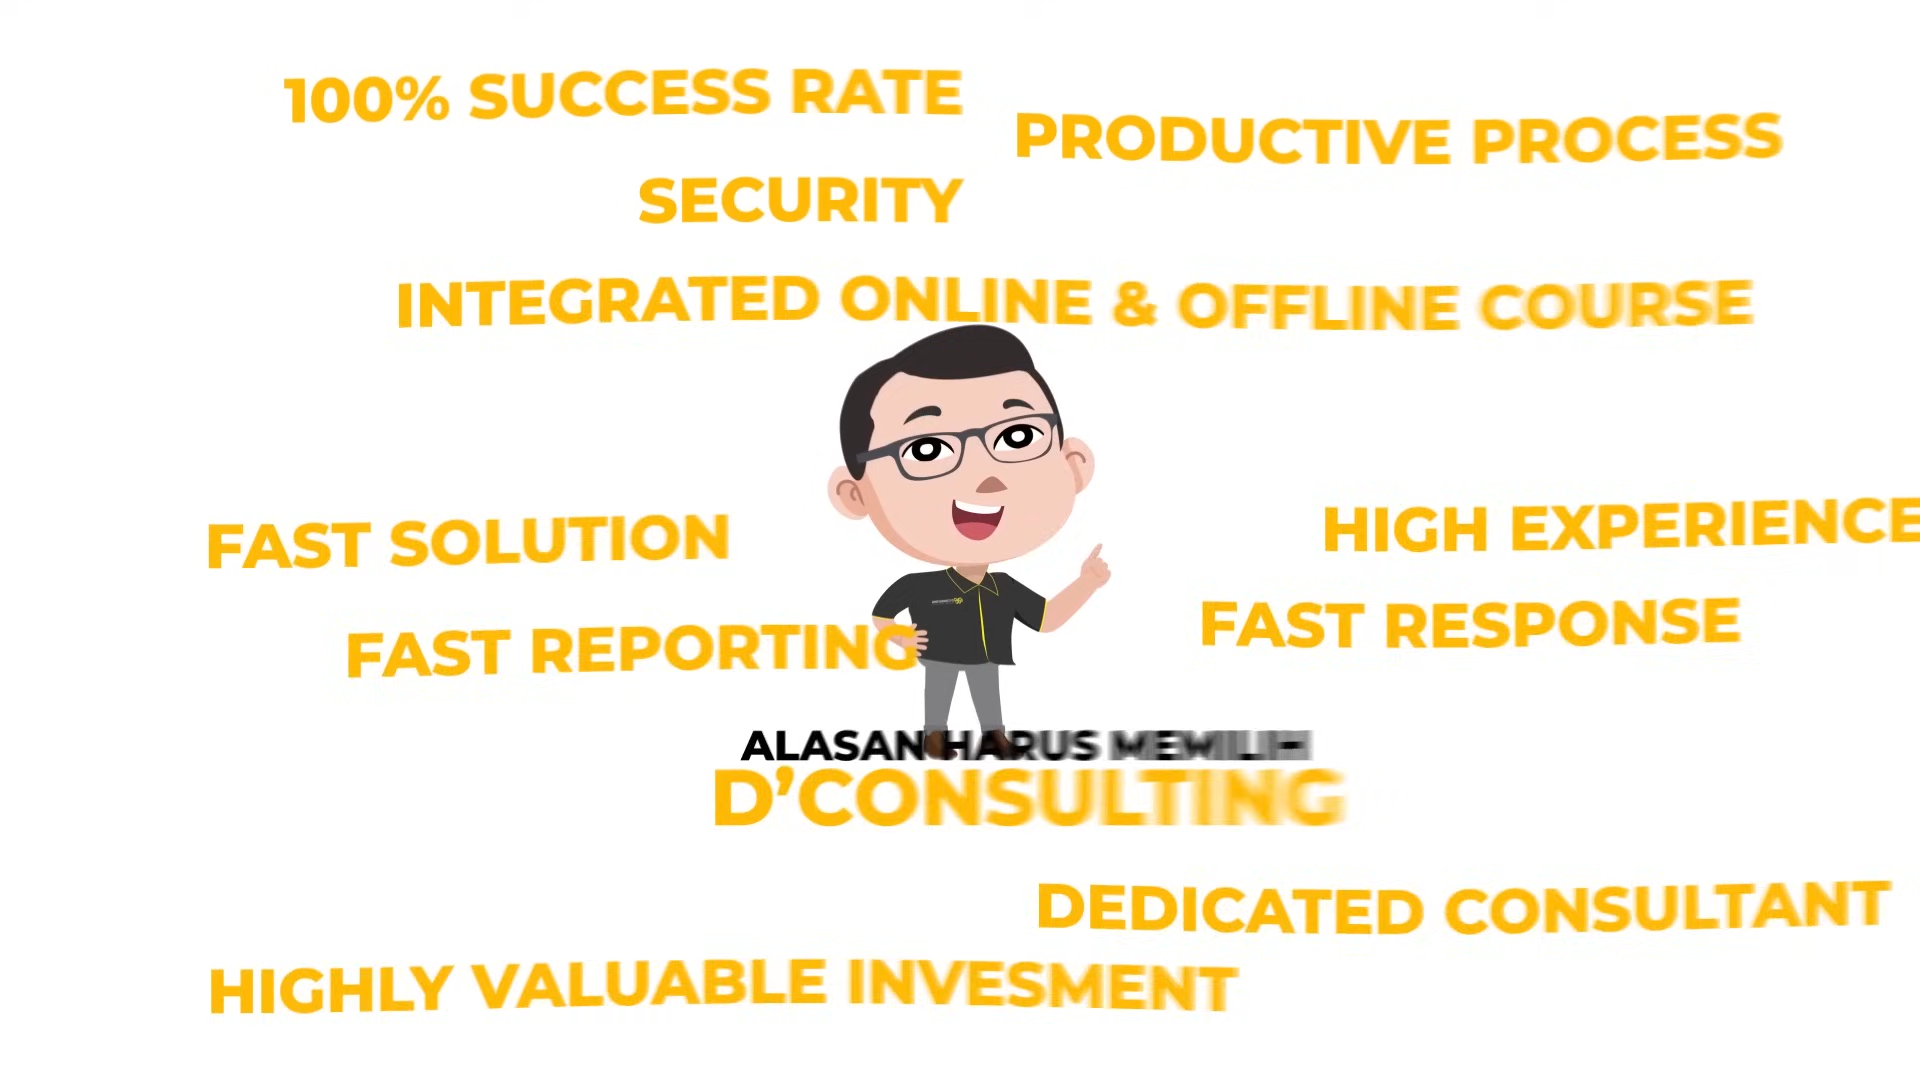 100% SUCCESS RATE
PRODUCTIVE PROCESS
SECURITY
INTEGRATED ONLINE & OFFLINE COURSE
FAST SOLUTION
HIGH EXPERIENCE
FAST RESPONSE
FAST REPORTING
ALASAN HARUS MEMILIH
D’CONSULTING
DEDICATED CONSULTANT
HIGHLY VALUABLE INVESMENT